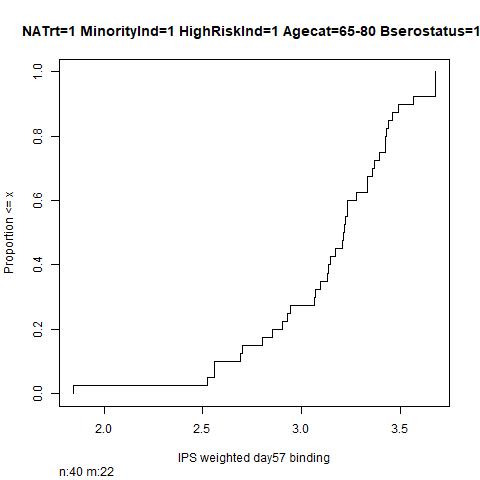 NATrt=1 MinorityInd=1 HighRiskInd=1 Agecat=65-80 Bserostatus=1
1.0
0.8
0.6
0.4
0.2
0.0
Proportion <= x
2.0 2.5 3.0 3.5
IPS weighted day57 binding
n:40 m:22